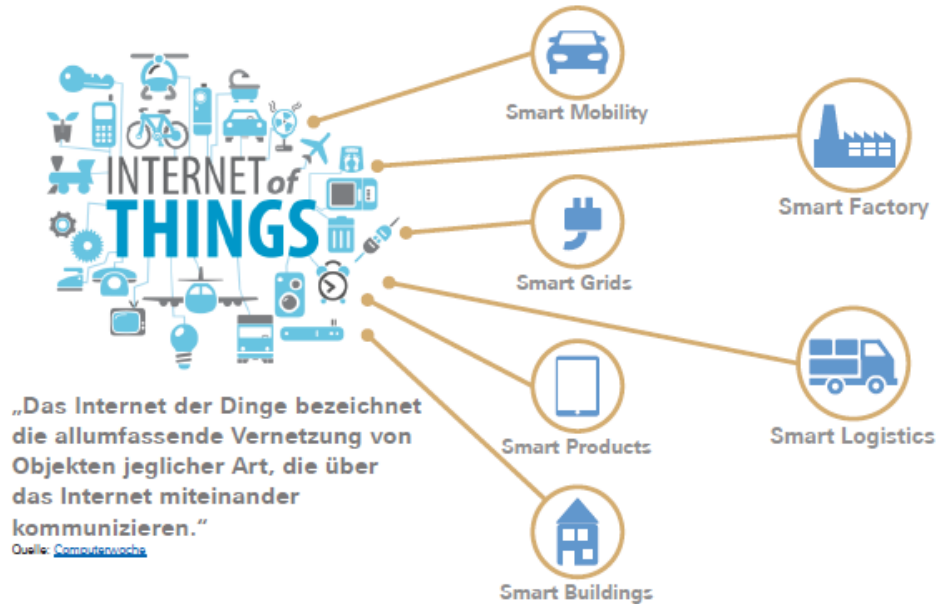 INTERNET of
THINGS
Smart Mobility
Smart Factory
Smart Grids
Smart Products
Smart Logistics
Smart Buildings
„Das Internet der Dinge bezeichnet
die allumfassende Vernetzung von
Objekten jeglicher Art, die über
das Internet miteinander
kommunizieren.“
Quelle: Computerwoche